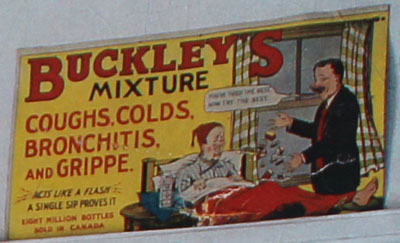 BUCKLEY'S
MIXTURE
COUGHS, COLDS,
BRONCHITIS,
AND GRIPPE.
ACTS LIKE A FLASH
A SINGLE SIP PROVES IT
EIGHT MILLION BOTTLES
SOLD IN CANADA
YOU'VE TRIED THE REST
NOW TRY THE BEST